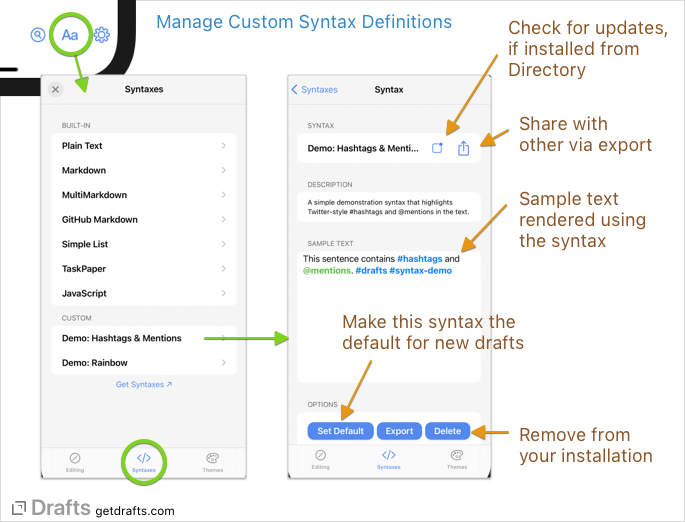 Manage Custom Syntax Definitions
Aa
Check for updates,
if installed from
Directory
Syntaxes
BUILT-IN
Plain Text
Markdown
MultiMarkdown
GitHub Markdown
Simple List
TaskPaper
JavaScript
CUSTOM
Demo: Hashtags & Mentions
Demo: Rainbow
Get Syntaxes ↗
Editing
Syntaxes
Themes
Syntaxes
Syntax
SYNTAX
Demo: Hashtags & Menti...
DESCRIPTION
A simple demonstration syntax that highlights
Twitter-style #hashtags and @mentions in the text.
SAMPLE TEXT
This sentence contains #hashtags and
@mentions. #drafts #syntax-demo
OPTIONS
Set Default
Export
Delete
Editing
Syntaxes
Themes
Share with
other via export
Sample text
rendered using
the syntax
Make this syntax the
default for new drafts
Remove from
your installation
Drafts getdrafts.com